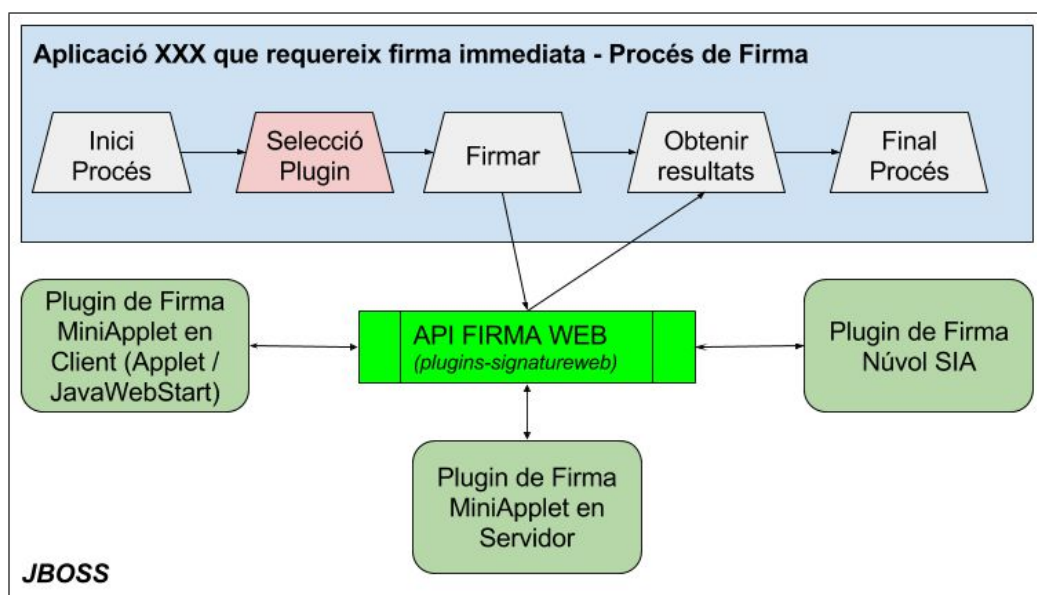 Aplicació XXX que requereix firma immediata - Procés de Firma
Inici
Procés
Selecció
Plugin
Firmar
Obtenir
resultats
Final
Procés
Plugin de Firma
MiniApplet en
Client (Applet /
JavaWebStart)
API FIRMA WEB
(plugins-signatureweb)
Plugin de Firma
Núvol SIA
Plugin de Firma
MiniApplet en
Servidor
JBOSS